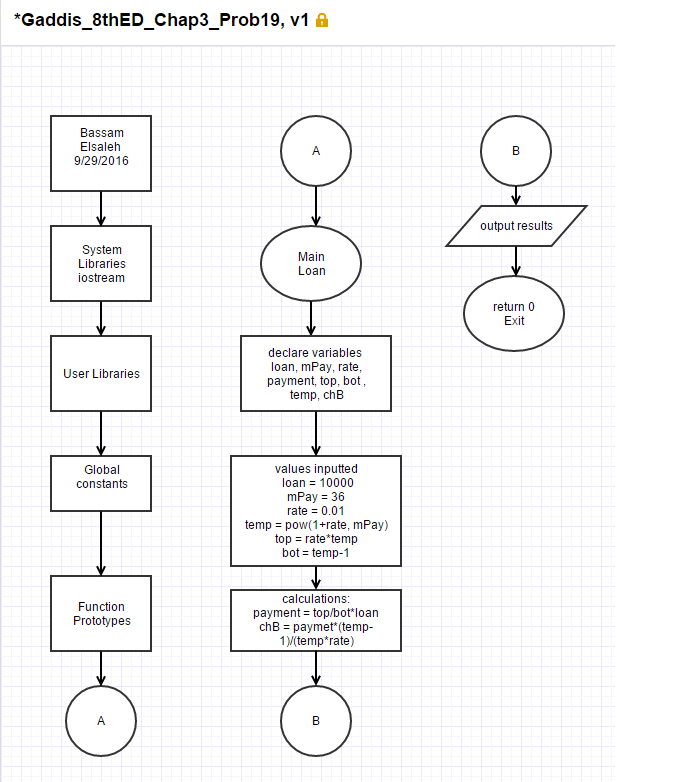 *Gaddis_8thED_Chap3_Prob19, v1
Bassam
Elsaleh
9/29/2016
System
Libraries
iostream
User Libraries
Global
constants
Function
Prototypes
A
A
Main
Loan
declare variables
loan, mPay, rate,
payment, top, bot ,
temp, chB
values inputted
loan = 10000
mPay = 36
rate = 0.01
temp = pow(1+rate, mPay)
top = rate*temp
bot = temp-1
calculations:
payment = top/bot*loan
chB = paymet*(temp-
1)/(temp*rate)
B
B
output results
return 0
Exit